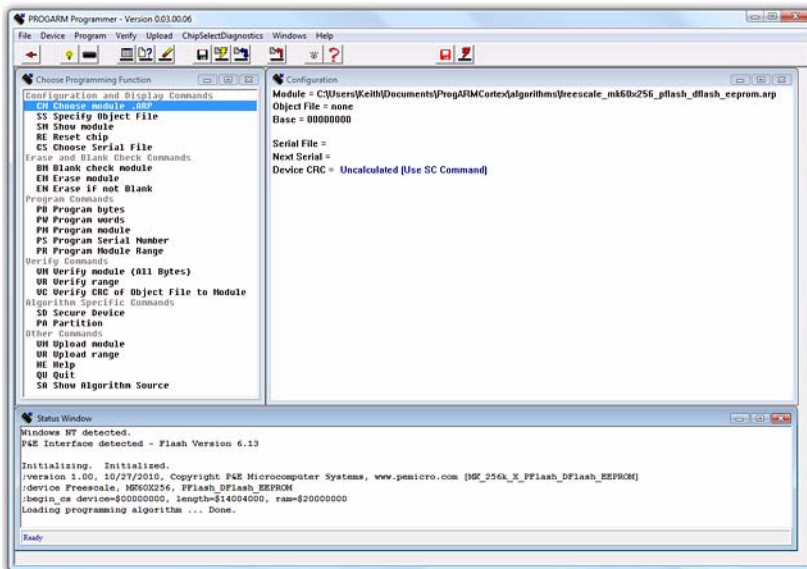 PROGARM Programmer - Version 0.03.00.06
File Device Program Verify Upload ChipSelectDiagnostics Windows Help
Choose Programming Function
Configuration and Display Commands
CM Choose module .ARP
SS Specify Object File
SM Show module
RE Reset chip
CS Choose Serial File
Erase and Blank Check Commands
BM Blank check module
EM Erase module
EN Erase if not Blank
Program Commands
PB Program bytes
PW Program words
PM Program module
PS Program Serial Number
PR Program Module Range
Verify Commands
VM Verify module (All Bytes)
VR Verify range
VC Verify CRC of Object File to Module
Algorithm Specific Commands
SD Secure Device
PA Partition
Other Commands
UM Upload module
UR Upload range
HE Help
QU Quit
SA Show Algorithm Source
Configuration
Module = C:\Users\Keith\Documents\ProgARMCortex\algorithms\freescale_mk60x256_pflash_dflash_eeprom.arp
Object File = none
Base = 00000000
Serial File =
Next Serial =
Device CRC = Uncalculated (Use SC Command)
Status Window
Windows NT detected.
P&E Interface detected - Flash Version 6.13
Initializing. Initialized.
;version 1.00, 10/27/2010, Copyright P&E Microcomputer Systems, www.pemicro.com [MK_256k_X_PFlash_DFlash_EEPROM]
;device Freescale, MK60X256, PFlash_DFlash_EEPROM
;begin_cs device=$00000000, length=$14004000, ram=$20000000
Loading programming algorithm ... Done.
Ready